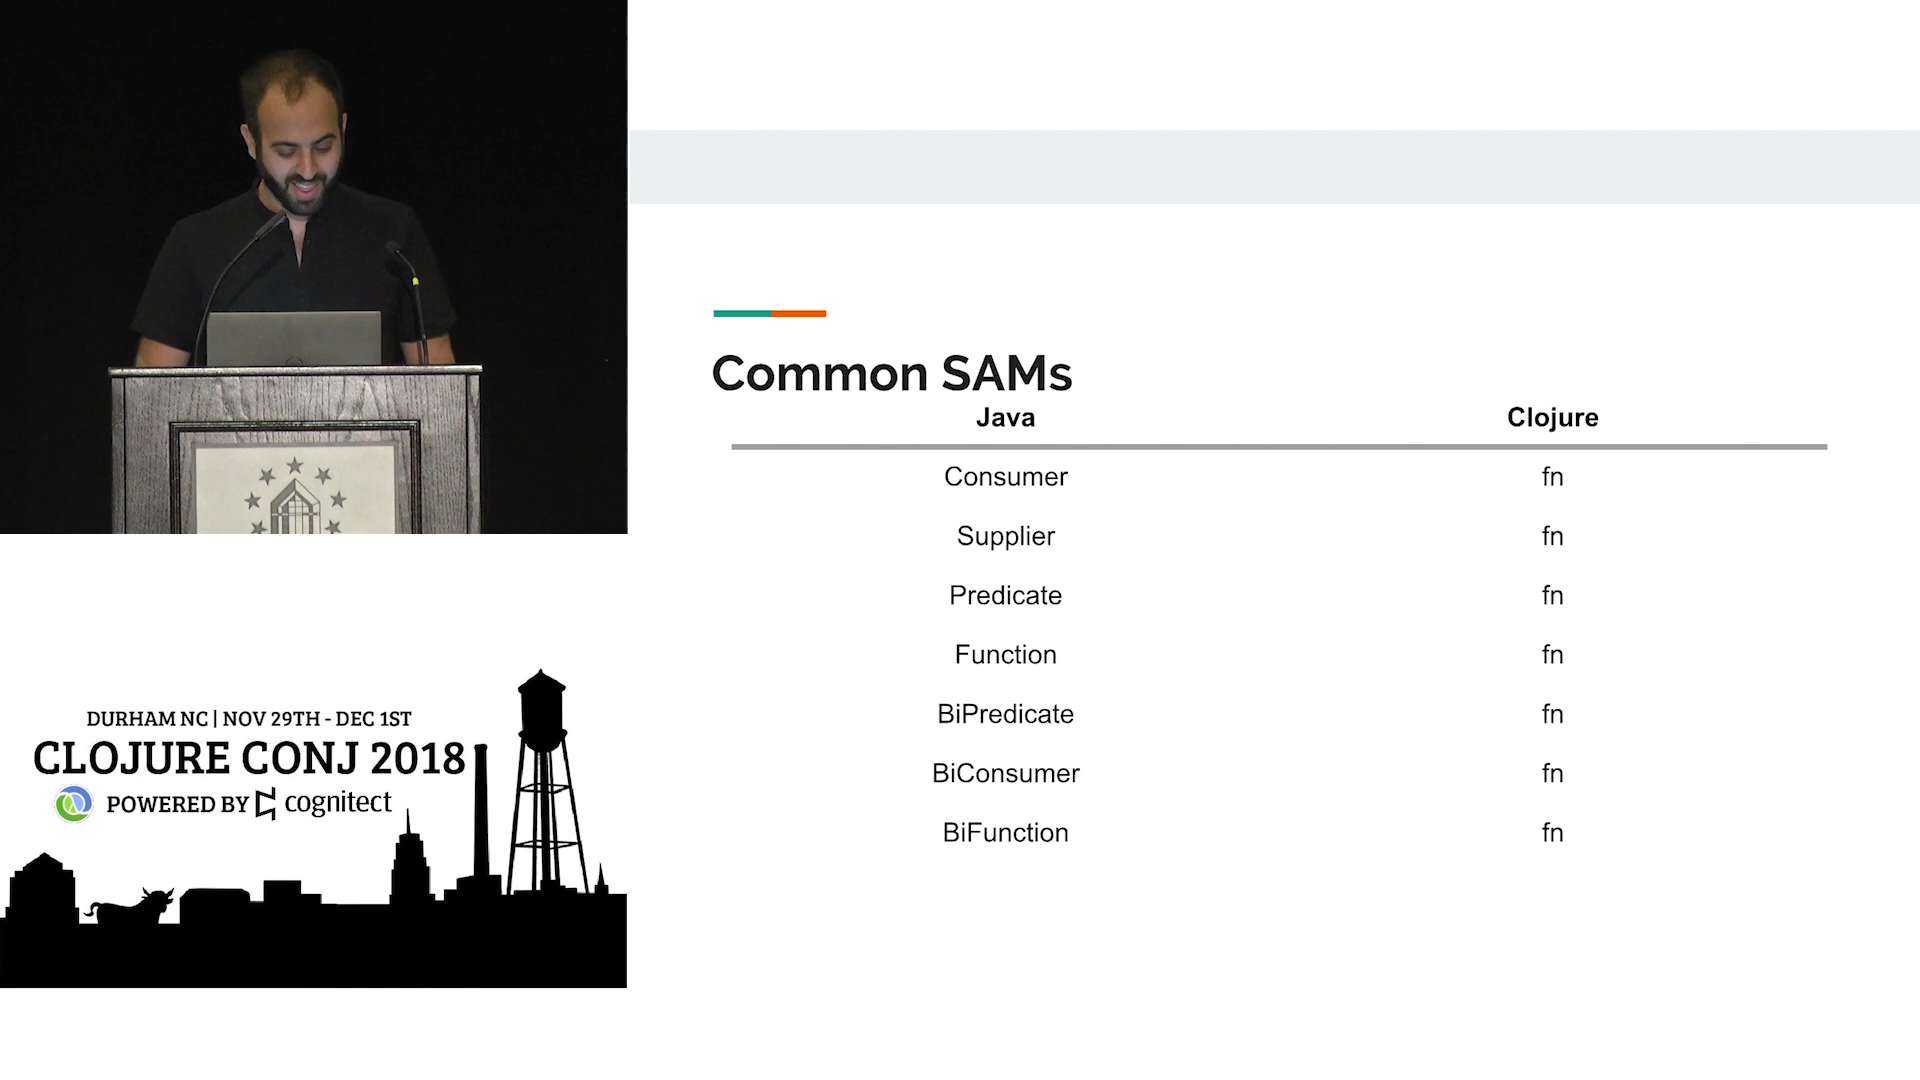 Common SAMs
Java Clojure
Consumer fn
Supplier fn
Predicate fn
Function fn
BiPredicate fn
BiConsumer fn
BiFunction fn
DURHAM NC | NOV 29TH - DEC 1ST
CLOJURE CONJ 2018
POWERED BY cognitect